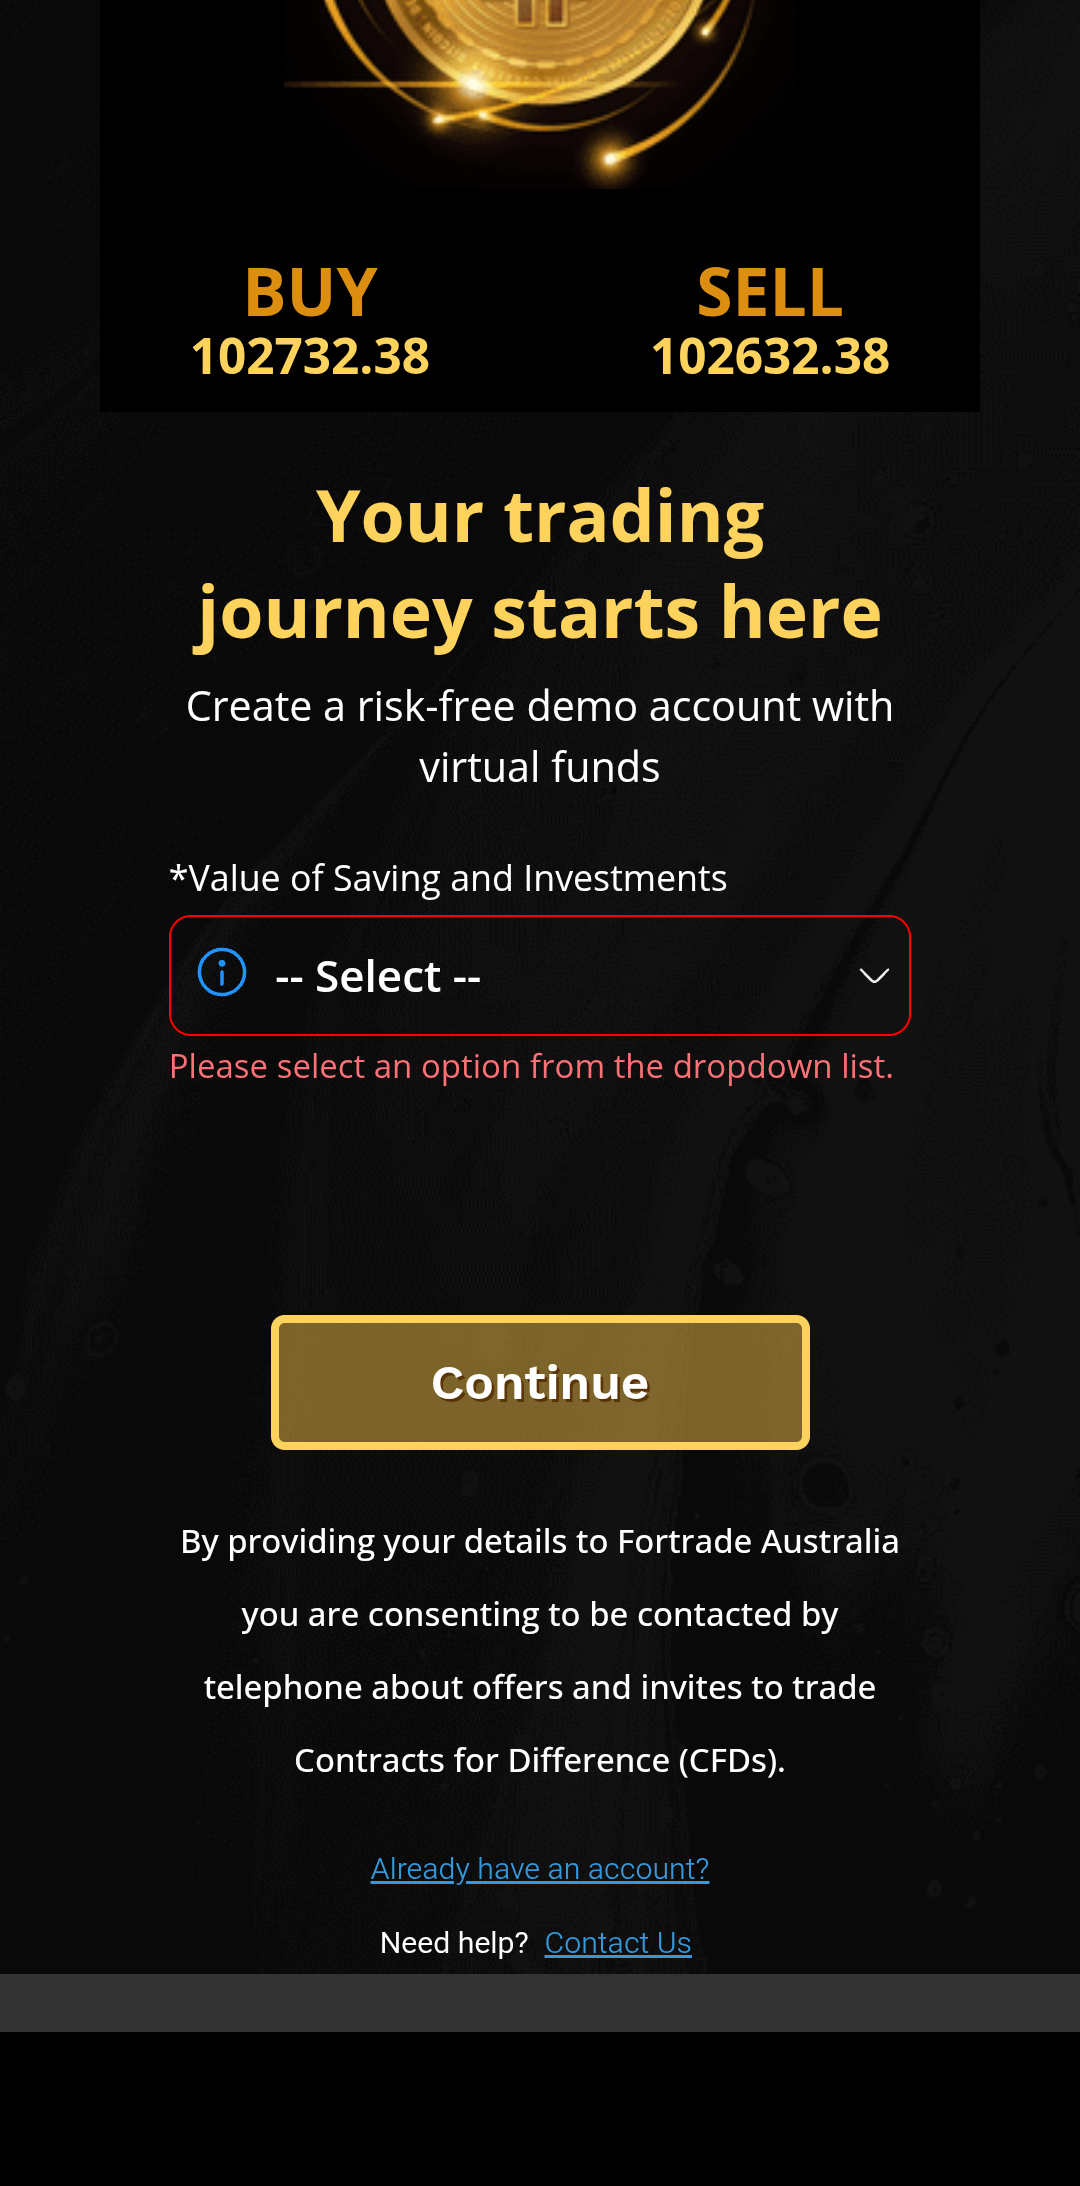 BUY
102732.38
SELL
102632.38
Your trading
journey starts here
Create a risk-free demo account with
virtual funds
*Value of Saving and Investments
-- Select --
Please select an option from the dropdown list.
Continue
By providing your details to Fortrade Australia
you are consenting to be contacted by
telephone about offers and invites to trade
Contracts for Difference (CFDs).
Already have an account?
Need help? Contact Us